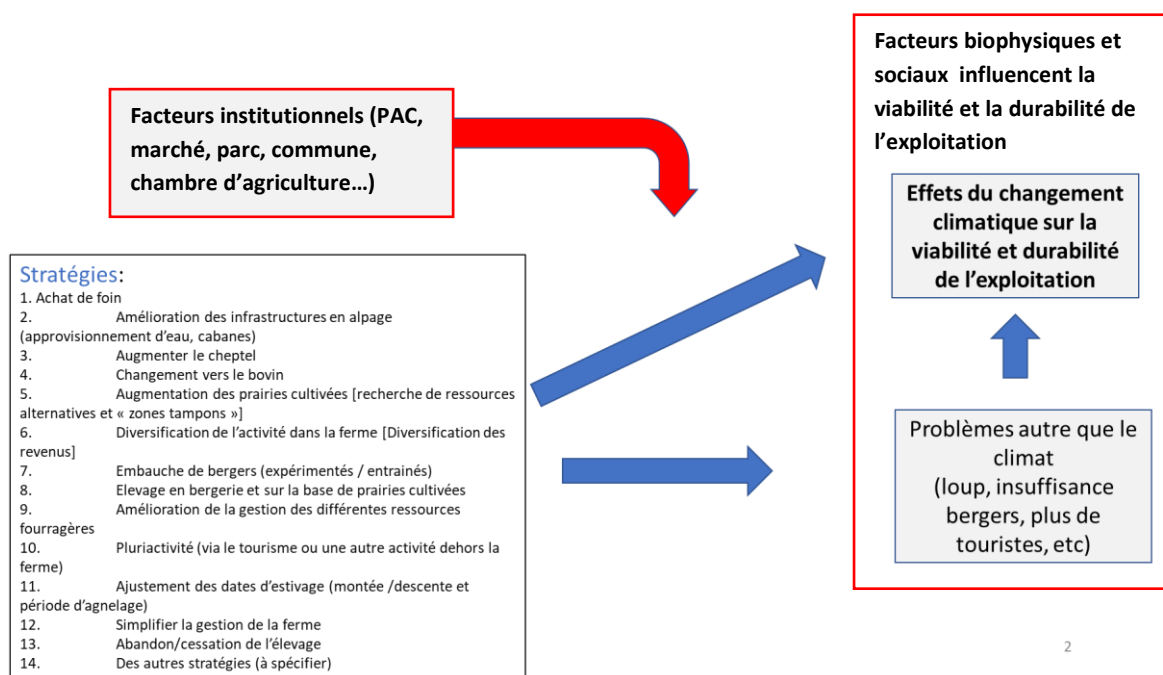 Facteurs institutionnels (PAC,
marché, parc, commune,
chambre d’agriculture…)
Stratégies:
1. Achat de foin
2. Amélioration des infrastructures en alpage
(approvisionnement d’eau, cabanes)
3. Augmenter le cheptel
4. Changement vers le bovin
5. Augmentation des prairies cultivées [recherche de ressources
alternatives et « zones tampons »]
6. Diversification de l’activité dans la ferme [Diversification des
revenus]
7. Embauche de bergers (expérimentés / entrainés)
8. Elevage en bergerie et sur la base de prairies cultivées
9. Amélioration de la gestion des différentes ressources
fourragères
10. Pluriactivité (via le tourisme ou une autre activité dehors la
ferme)
11. Ajustement des dates d’estivage (montée /descente et
période d’agnelage)
12. Simplifier la gestion de la ferme
13. Abandon/cessation de l’élevage
14. Des autres stratégies (à spécifier)
Facteurs biophysiques et
sociaux influencent la
viabilité et la durabilité de
l’exploitation
Effets du changement
climatique sur la
viabilité et durabilité
de l’exploitation
Problèmes autre que le
climat
(loup, insuffisance
bergers, plus de
touristes, etc)
2